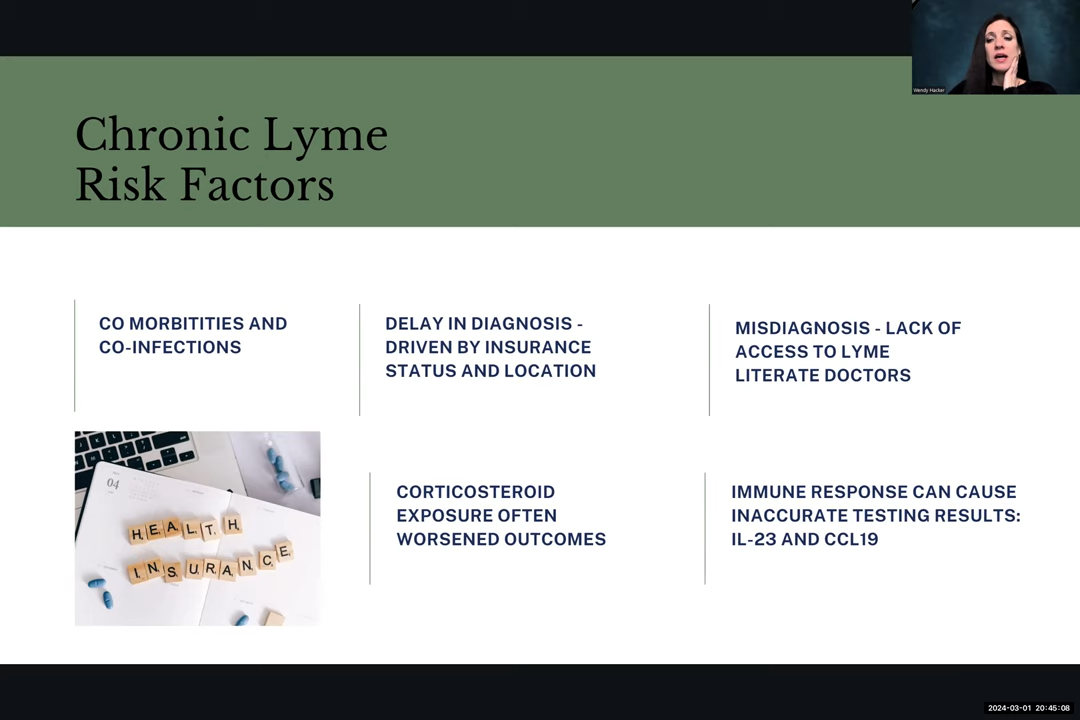 Wendy Hacker
Chronic Lyme
Risk Factors
CO MORBITITIES AND
CO-INFECTIONS
DELAY IN DIAGNOSIS -
DRIVEN BY INSURANCE
STATUS AND LOCATION
MISDIAGNOSIS - LACK OF
ACCESS TO LYME
LITERATE DOCTORS
04
HEALTH
INSURANCE
CORTICOSTEROID
EXPOSURE OFTEN
WORSENED OUTCOMES
IMMUNE RESPONSE CAN CAUSE
INACCURATE TESTING RESULTS:
IL-23 AND CCL19
2024-03-01 20:45:08